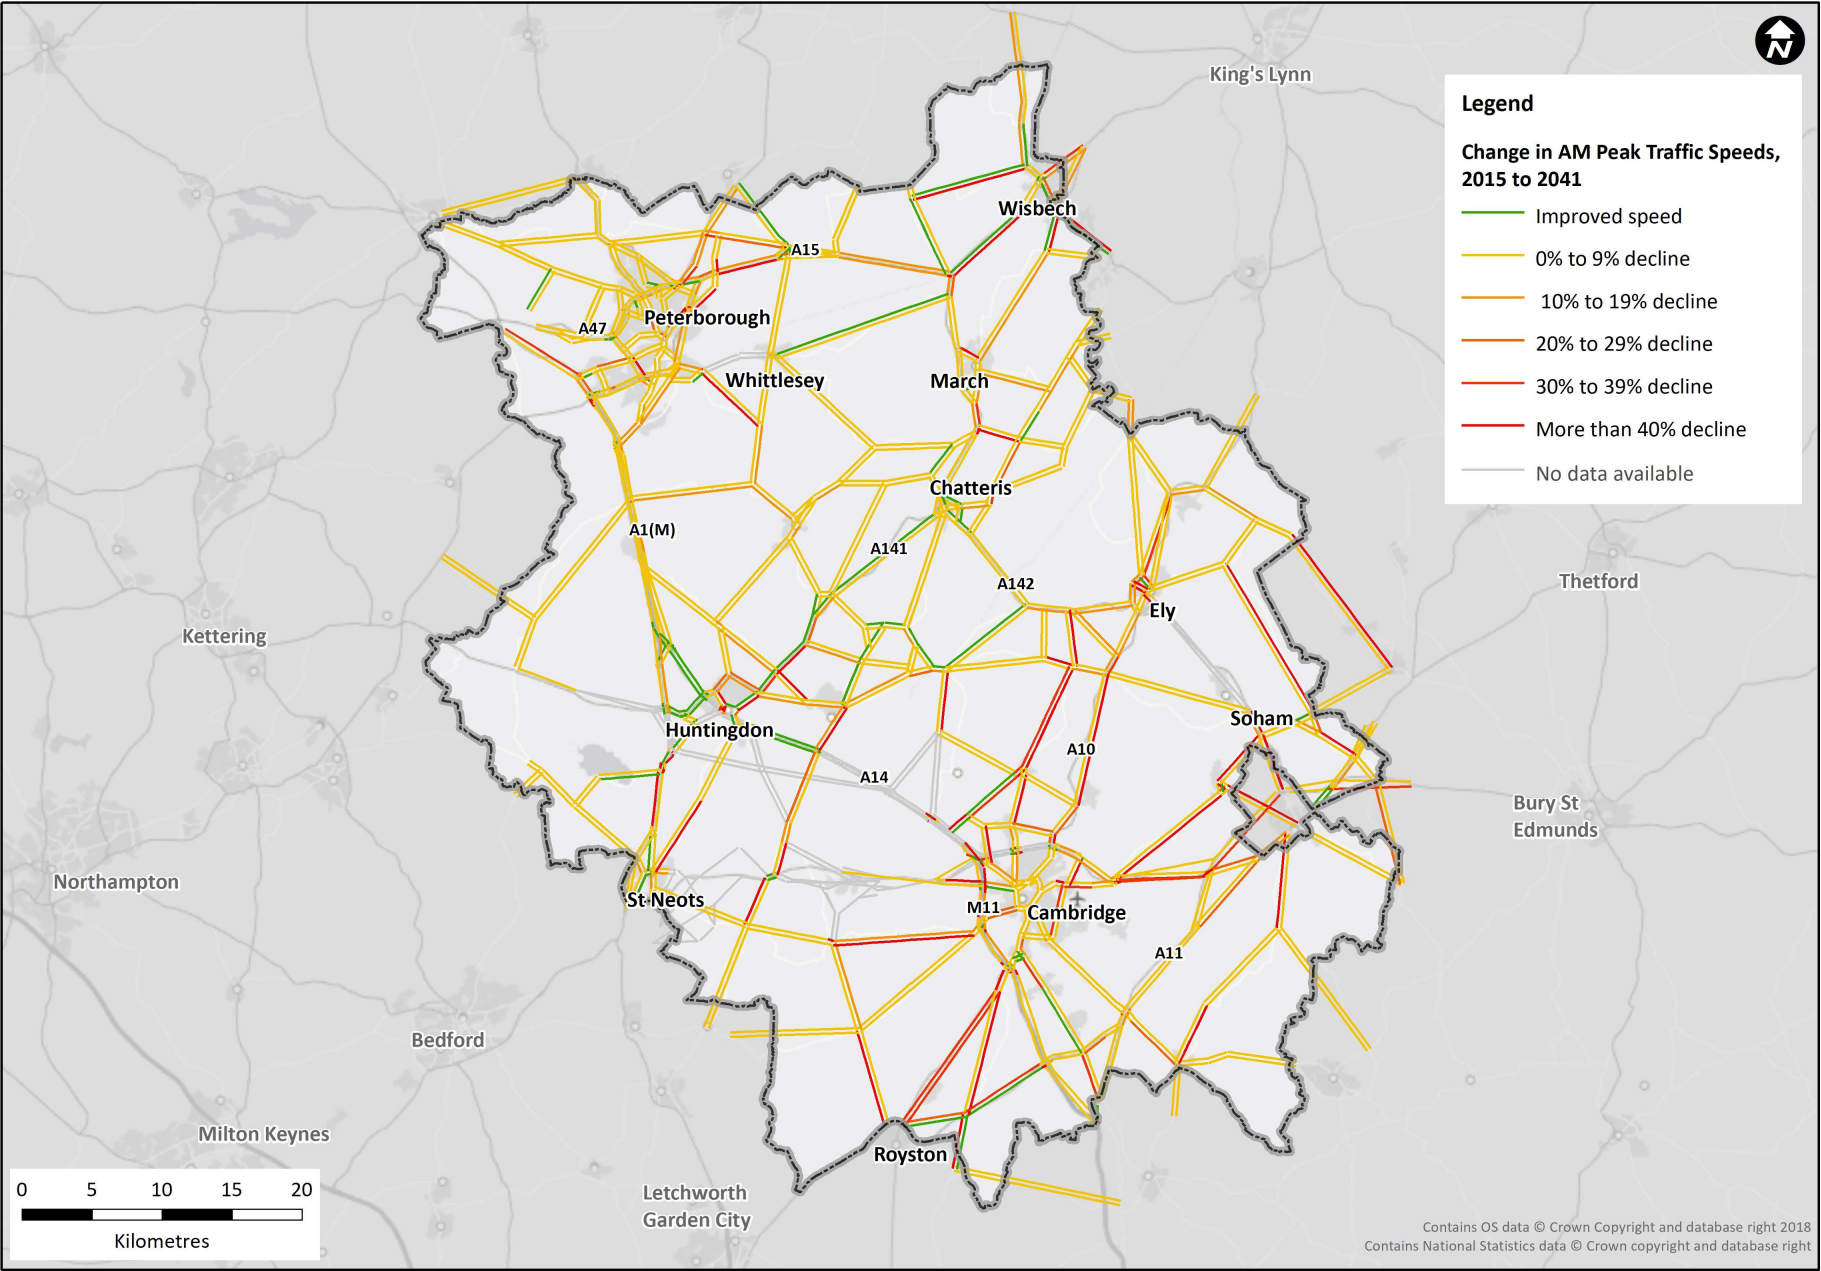 N
King's Lynn
Legend
Change in AM Peak Traffic Speeds,
2015 to 2041
Improved speed
0% to 9% decline
10% to 19% decline
20% to 29% decline
30% to 39% decline
More than 40% decline
No data available
Wisbech
A15
Peterborough
A47
Whittlesey
March
Chatteris
A1(M)
A141
A142
Thetford
Ely
Kettering
Soham
Huntingdon
A10
A14
Bury St
Edmunds
Northampton
St Neots
M11
Cambridge
A11
Bedford
Milton Keynes
Royston
Letchworth
Garden City
0 5 10 15 20
Kilometres
Contains OS data © Crown Copyright and database right 2018
Contains National Statistics data © Crown copyright and database right